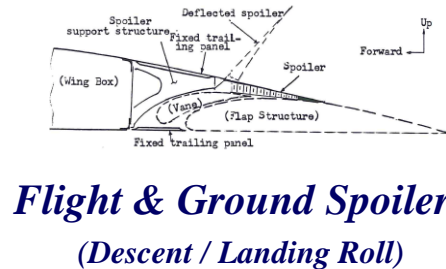 Deflected spoiler
Up
Spoiler
support structure
Fixed trail-
ing panel
Forward
Spoiler
(Wing Box)
(Vane)
(Flap Structure)
Fixed trailing panel
Flight & Ground Spoiler
(Descent / Landing Roll)